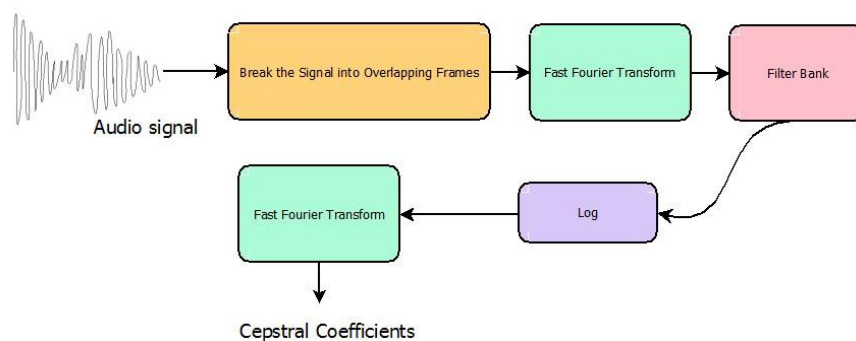 Break the Signal into Overlapping Frames
Fast Fourier Transform
Filter Bank
Audio signal
Fast Fourier Transform
Log
Cepstral Coefficients